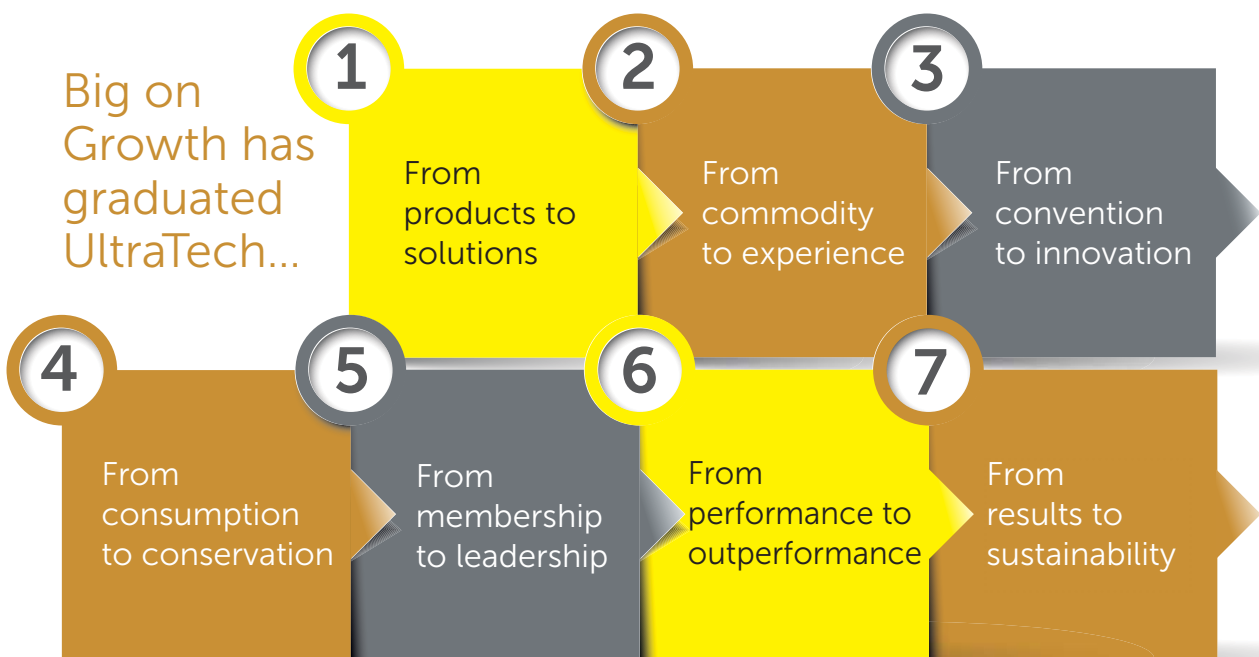 Big on
Growth has
graduated
UltraTech...
1
From
products to
solutions
2
From
commodity
to experience
3
From
convention
to innovation
4
From
consumption
to conservation
5
From
membership
to leadership
6
From
performance to
outperformance
7
From
results to
sustainability